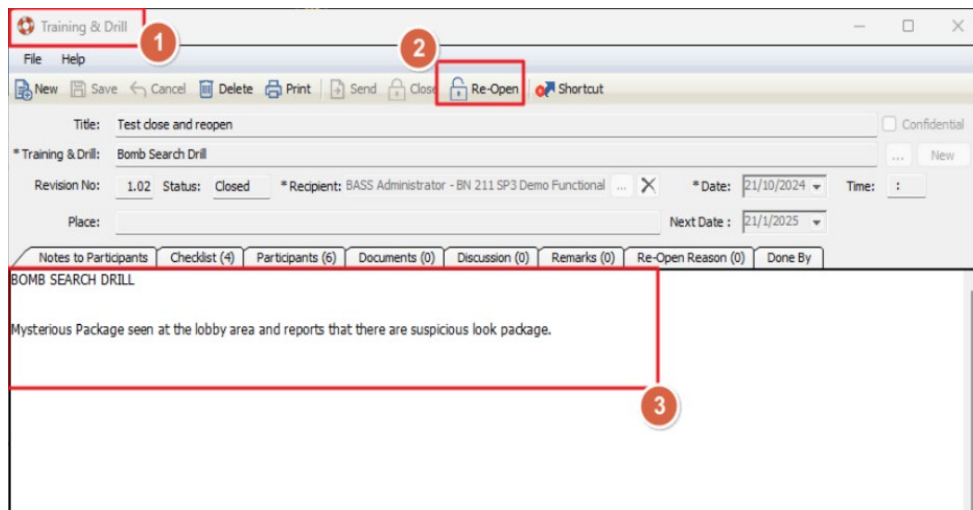 Training & Drill
1
2
File Help
New Save Cancel Delete Print Send Close Re-Open Shortcut
Title: Test close and reopen Confidential
* Training & Drill: Bomb Search Drill ... New
Revision No: 1.02 Status: Closed * Recipient: BASS Administrator - BN 211 SP3 Demo Functional ... * Date: 21/10/2024 Time: :
Place: Next Date : 21/1/2025
Notes to Participants Checklist (4) Participants (6) Documents (0) Discussion (0) Remarks (0) Re-Open Reason (0) Done By
BOMB SEARCH DRILL
Mysterious Package seen at the lobby area and reports that there are suspicious look package.
3